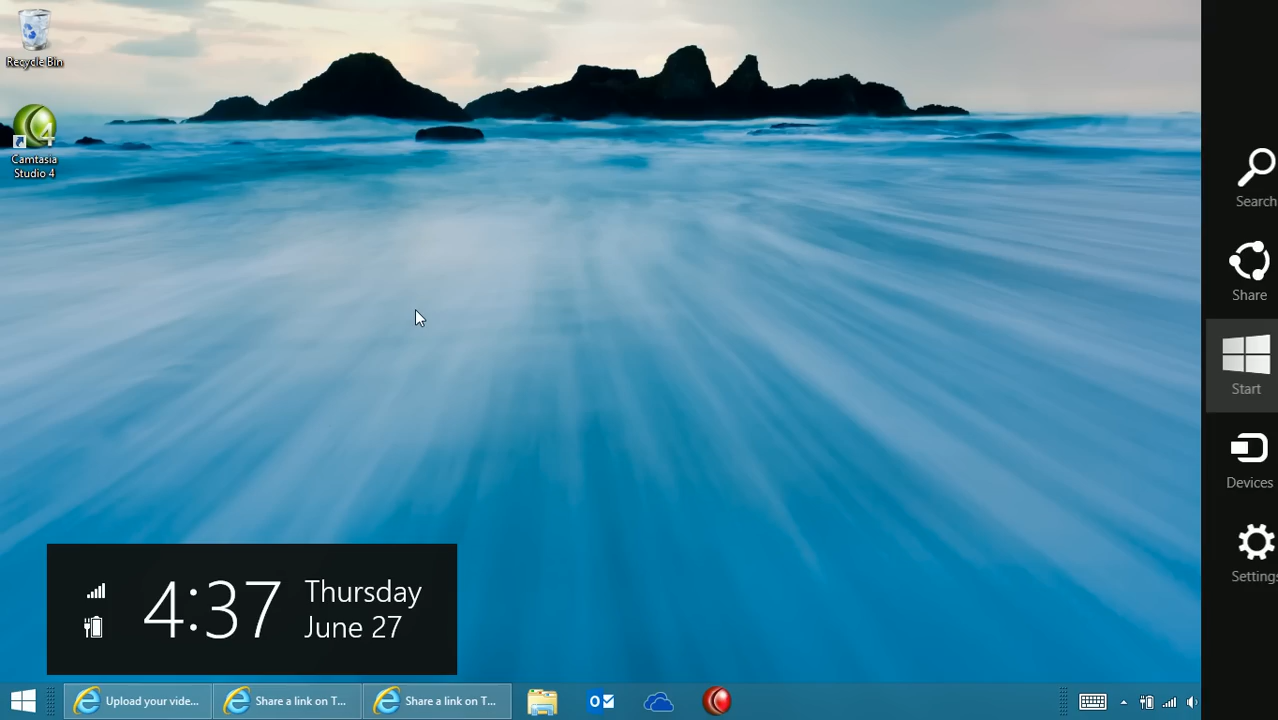 Recycle Bin
4
Camtasia
Studio 4
Search
Share
Start
Devices
Settings
4:37
Thursday
June 27
Upload your vide...
Share a link on T...
Share a link on T...